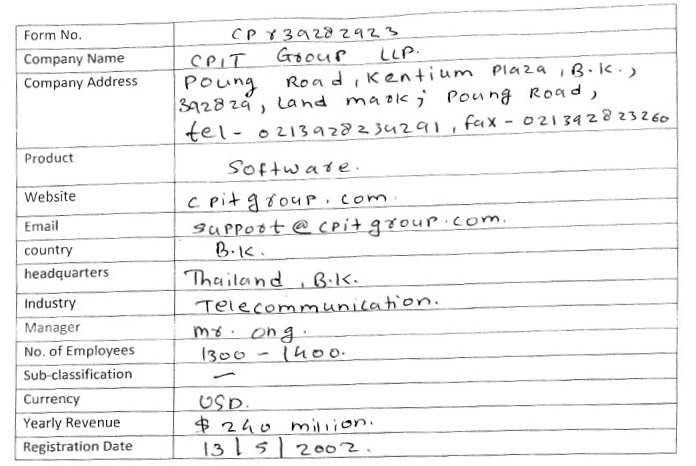 Form No. CPr39282923
Company Name CPIT Group LLP.
Company Address Poung Road, Kentium Plaza, B.K.,
392829, Land mark; Poung Road,
tel- 0213928234291, fax - 021392823260
Product Software.
Website cpitgroup.com.
Email support@cpitgroup.com.
country B.K.
headquarters Thailand, B.K.
Industry Telecommunication.
Manager mr. ong.
No. of Employees 1300 - 1400.
Sub-classification —
Currency USD.
Yearly Revenue $ 240 million.
Registration Date 13|5|2002.